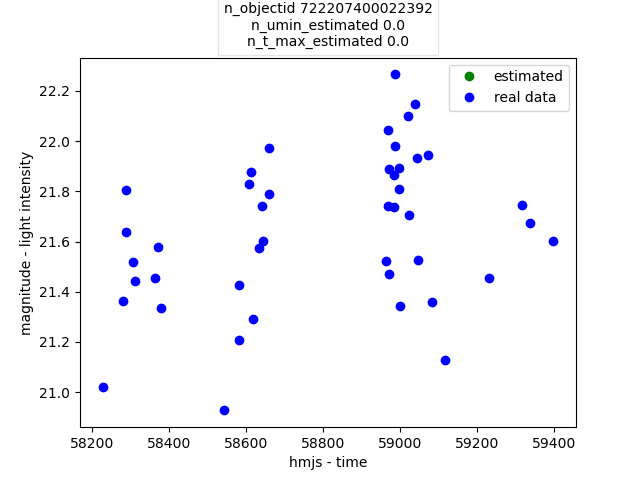 n_objectid 722207400022392
n_umin_estimated 0.0
n_t_max_estimated 0.0
estimated
real data
22.2
22.0
21.8
21.6
21.4
21.2
21.0
magnitude - light intensity
58200 58400 58600 58800 59000 59200 59400
hmjs - time